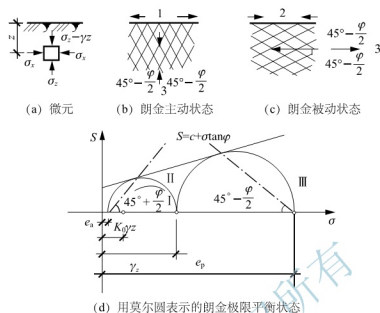 1
2
z
σz=γz
σx
σx
σz
45°-φ/2
45°-φ/2
3
45°-φ/2
45°-φ/2
3
(a) 微元
(b) 朗金主动状态
(c) 朗金被动状态
S
S=c+σtanφ
II
III
45°+φ/2
I
45°-φ/2
σ
ea
K0γz
γz
ep
(d) 用莫尔圆表示的朗金极限平衡状态
所有